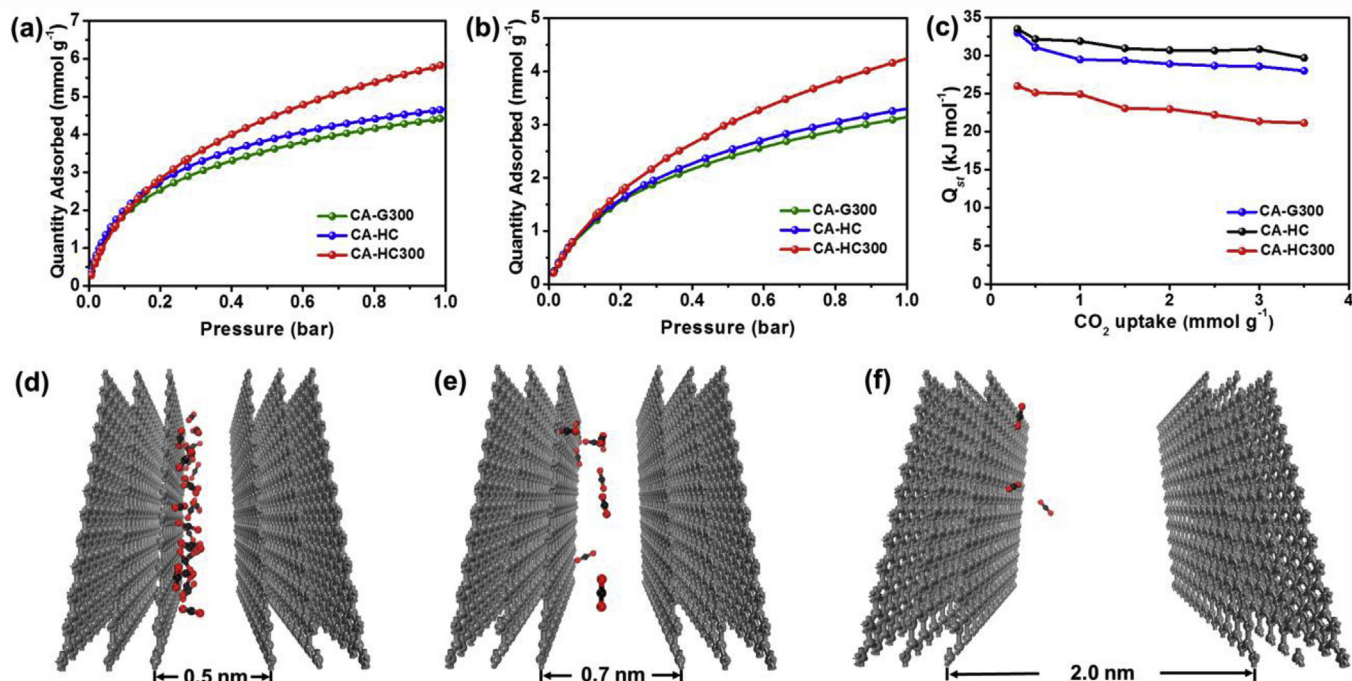 (a)
Quantity Adsorbed (mmol g⁻¹)
7
6
5
4
3
2
1
0
CA-G300
CA-HC
CA-HC300
0.0 0.2 0.4 0.6 0.8 1.0
Pressure (bar)
(b)
Quantity Adsorbed (mmol g⁻¹)
5
4
3
2
1
0
CA-G300
CA-HC
CA-HC300
0.0 0.2 0.4 0.6 0.8 1.0
Pressure (bar)
(c)
Qst (kJ mol⁻¹)
35
30
25
20
15
10
5
0
CA-G300
CA-HC
CA-HC300
0 1 2 3 4
CO₂ uptake (mmol g⁻¹)
(d)
0.5 nm
(e)
0.7 nm
(f)
2.0 nm